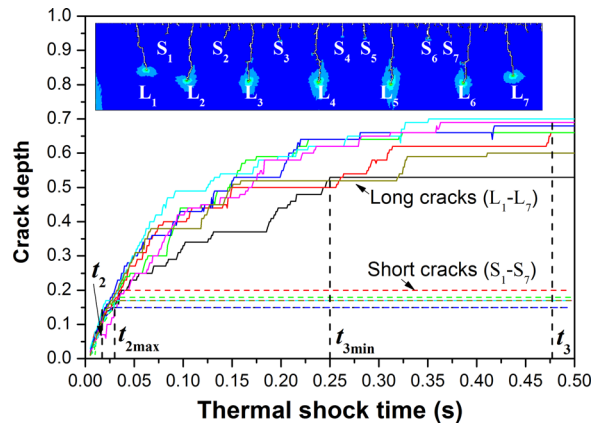 1.0
0.9
0.8
0.7
0.6
0.5
0.4
0.3
0.2
0.1
0.0
Crack depth
S1 S2 S3 S4 S5 S6 S7
L1 L2 L3 L4 L5 L6 L7
Long cracks (L1-L7)
Short cracks (S1-S7)
t2
t2max
t3min
t3
0.00 0.05 0.10 0.15 0.20 0.25 0.30 0.35 0.40 0.45 0.50
Thermal shock time (s)